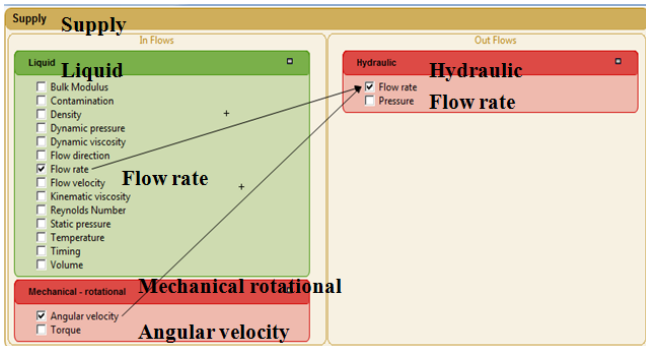 Supply
Supply
In Flows
Out Flows
Liquid
Liquid
Bulk Modulus
Contamination
Density
Dynamic pressure
Dynamic viscosity
Flow direction
Flow rate
Flow velocity
Flow rate
Kinematic viscosity
Reynolds Number
Static pressure
Temperature
Timing
Volume
Mechanical - rotational
Mechanical rotational
Angular velocity
Torque
Angular velocity
Hydraulic
Hydraulic
Flow rate
Pressure
Flow rate